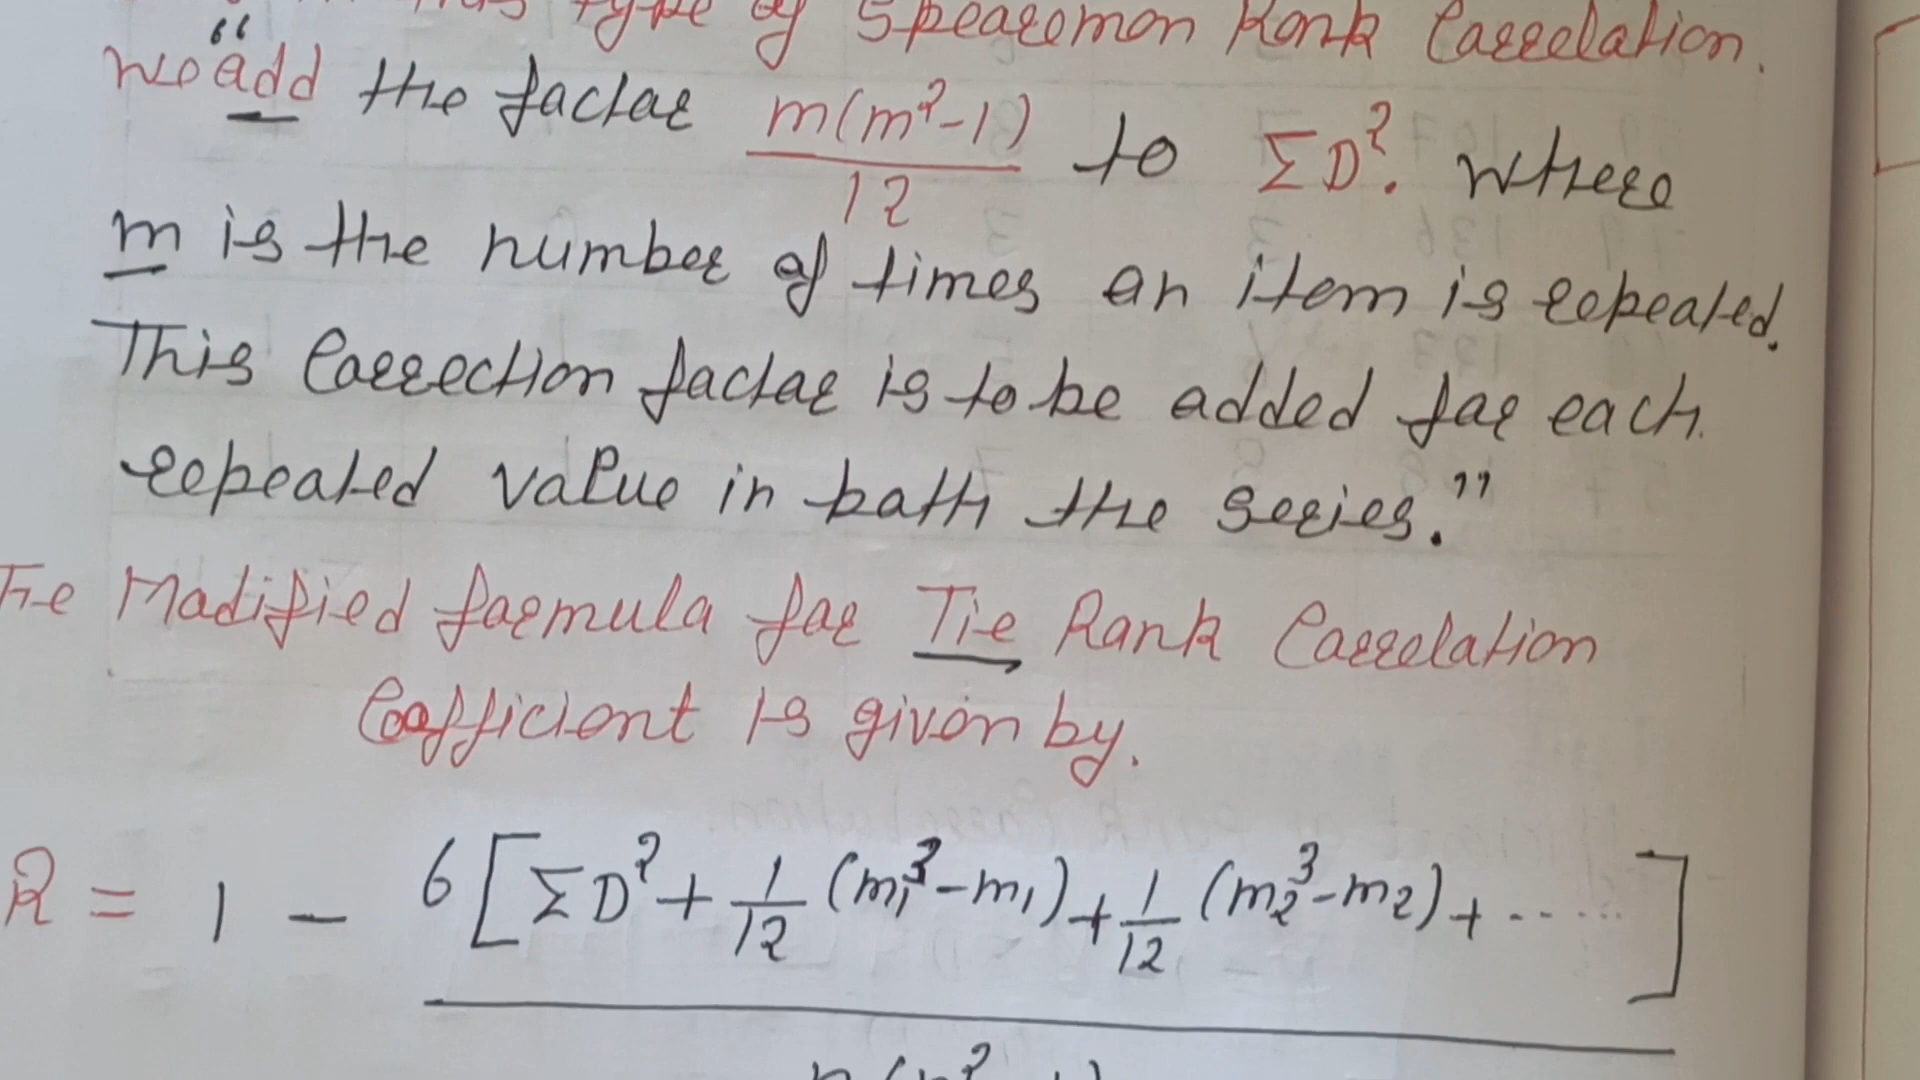 type of Spearman Rank Correlation.
"
we add the factor m(m²-1)/12 to ΣD². where
m is the number of times an item is repeated.
This Correction factor is to be added for each
repeated value in both the series."
The Modified formula for Tie Rank Correlation
Coefficient is given by.
R = 1 - 6[ΣD² + 1/12 (m₁³-m₁) + 1/12 (m₂³-m₂) + ......]